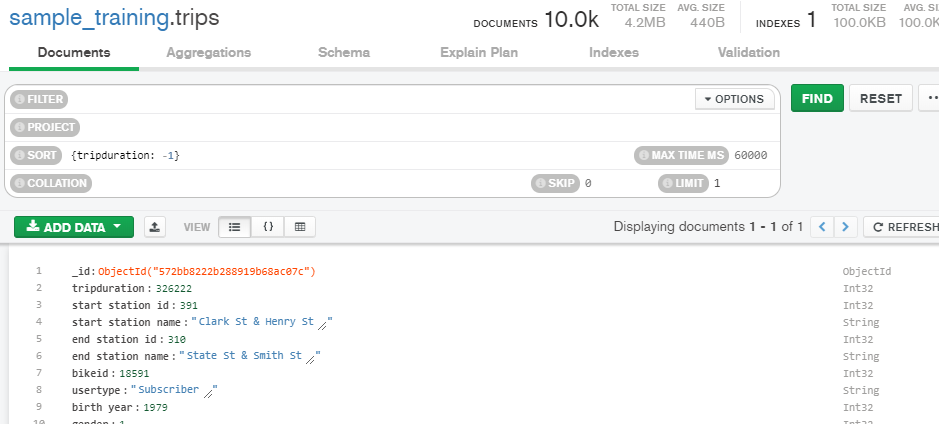 sample_training.trips
DOCUMENTS 10.0k TOTAL SIZE 4.2MB AVG. SIZE 440B INDEXES 1 TOTAL SIZE 100.0KB AVG. SI 100.0K
Documents Aggregations Schema Explain Plan Indexes Validation
FILTER OPTIONS FIND RESET
PROJECT
SORT {tripduration: -1} MAX TIME MS 60000
COLLATION SKIP 0 LIMIT 1
ADD DATA VIEW {} Displaying documents 1 - 1 of 1 < > REFRESH
1 _id: ObjectId("572bb8222b288919b68ac07c") ObjectId
2 tripduration: 326222 Int32
3 start station id: 391 Int32
4 start station name: "Clark St & Henry St" String
5 end station id: 310 Int32
6 end station name: "State St & Smith St" String
7 bikeid: 18591 Int32
8 usertype: "Subscriber" String
9 birth year: 1979 Int32
10 gender: 1